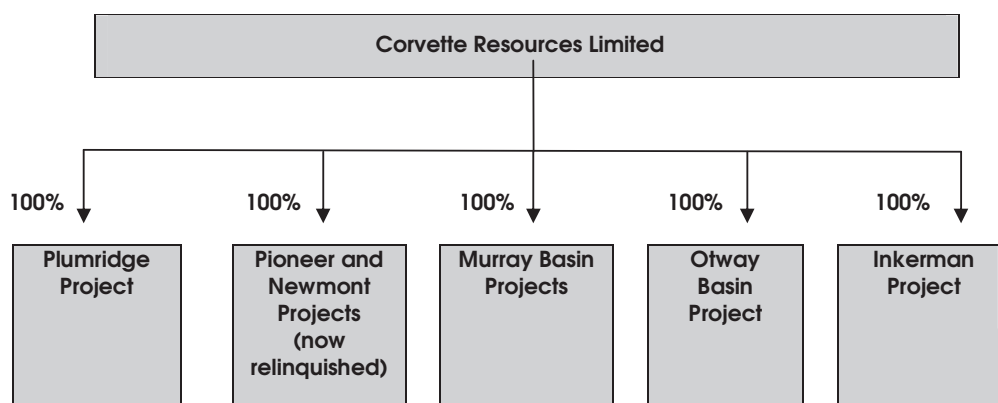 Corvette Resources Limited
100%
100%
100%
100%
100%
Plumridge
Project
Pioneer and
Newmont
Projects
(now
relinquished)
Murray Basin
Projects
Otway
Basin
Project
Inkerman
Project